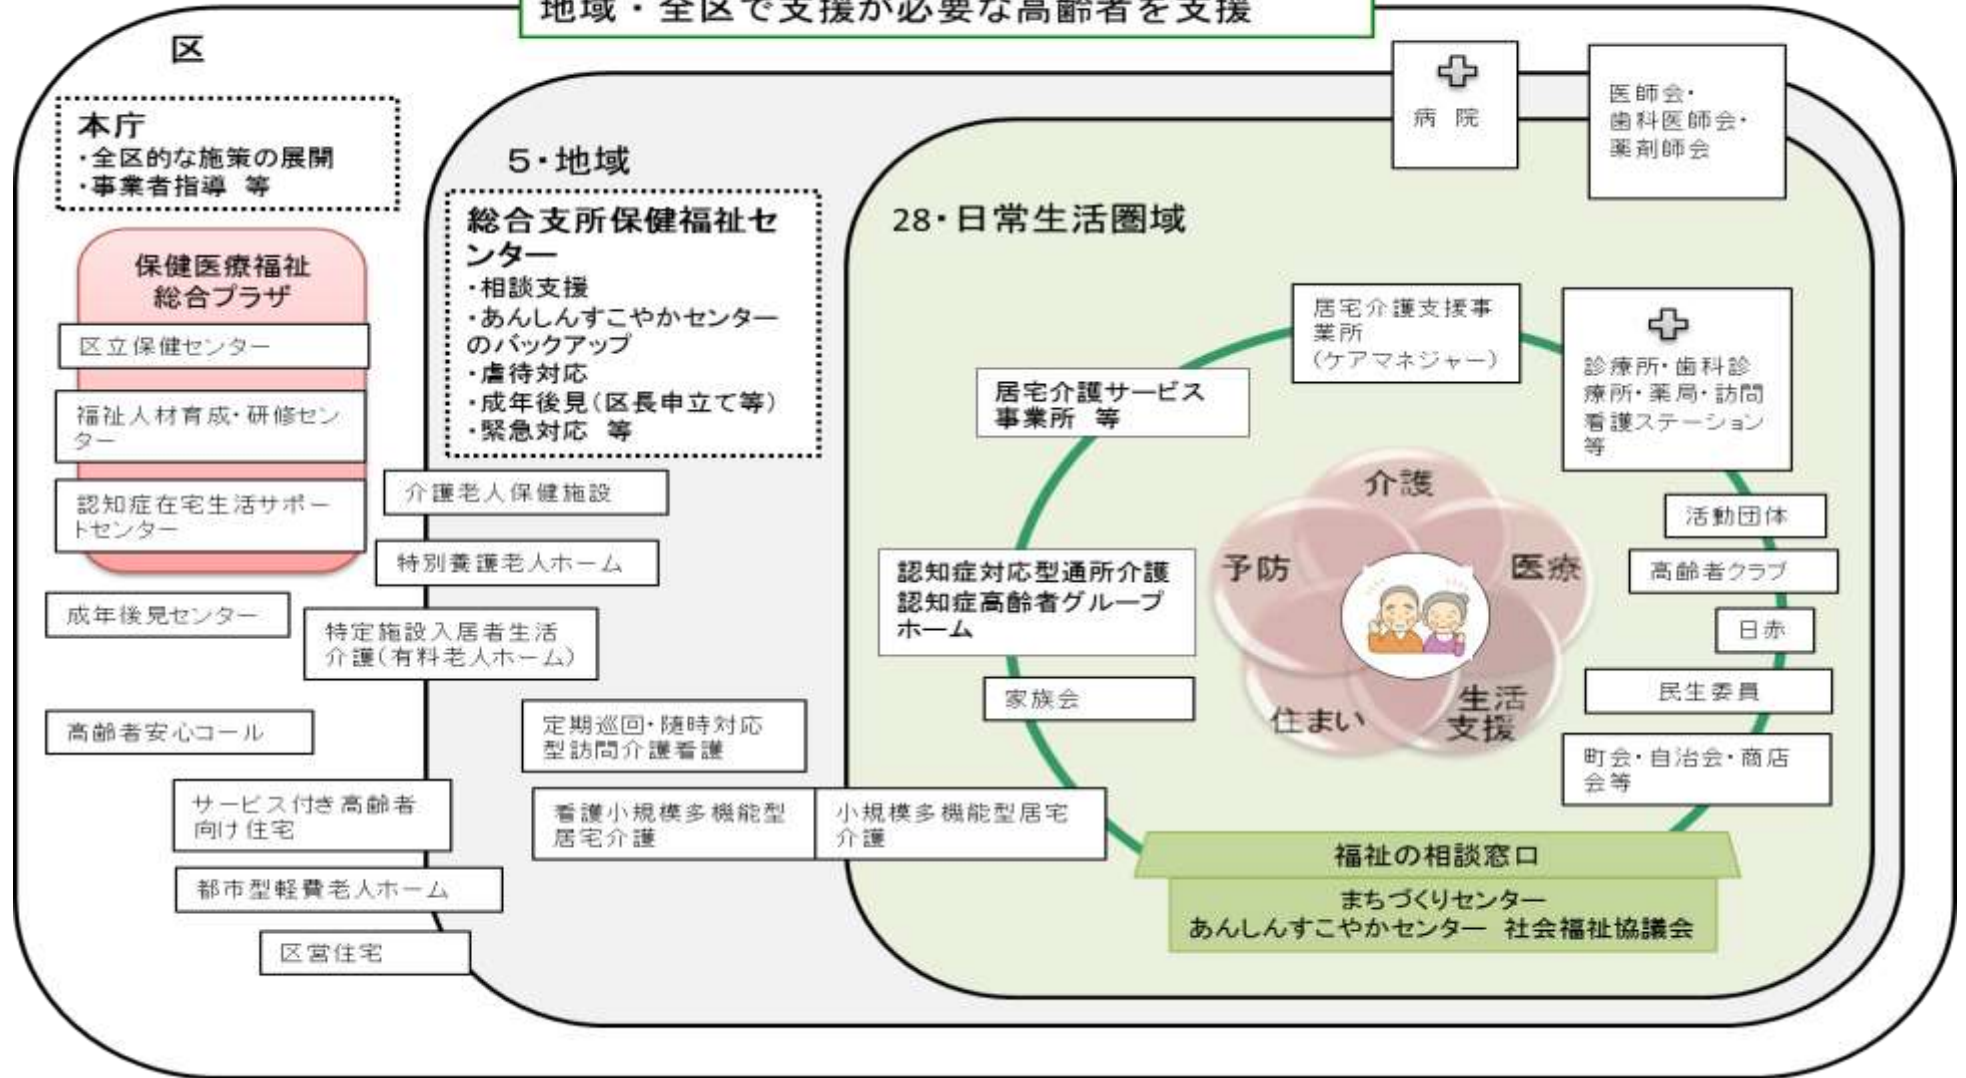 地域・全区で支援が必要な高齢者を支援
区
本庁
・全区的な施策の展開
・事業者指導 等
保健医療福祉
総合プラザ
区立保健センター
福祉人材育成・研修セン
ター
認知症在宅生活サポー
トセンター
成年後見センター
高齢者安心コール
サービス付き高齢者
向け住宅
都市型軽費老人ホーム
区営住宅
介護老人保健施設
特別養護老人ホーム
特定施設入居者生活
介護(有料老人ホーム)
5・地域
総合支所保健福祉セ
ンター
・相談支援
・あんしんすこやかセンター
のバックアップ
・虐待対応
・成年後見(区長申立て等)
・緊急対応 等
定期巡回・随時対応
型訪問介護看護
看護小規模多機能型
居宅介護
小規模多機能型居宅
介護
病 院
医師会・
歯科医師会・
薬剤師会
28・日常生活圏域
居宅介護支援事
業所
(ケアマネジャー)
診療所・歯科診
療所・薬局・訪問
看護ステーション
等
居宅介護サービス
事業所 等
認知症対応型通所介護
認知症高齢者グループ
ホーム
家族会
介護
予防
医療
住まい
生活
支援
活動団体
高齢者クラブ
日赤
民生委員
町会・自治会・商店
会等
福祉の相談窓口
まちづくりセンター
あんしんすこやかセンター 社会福祉協議会